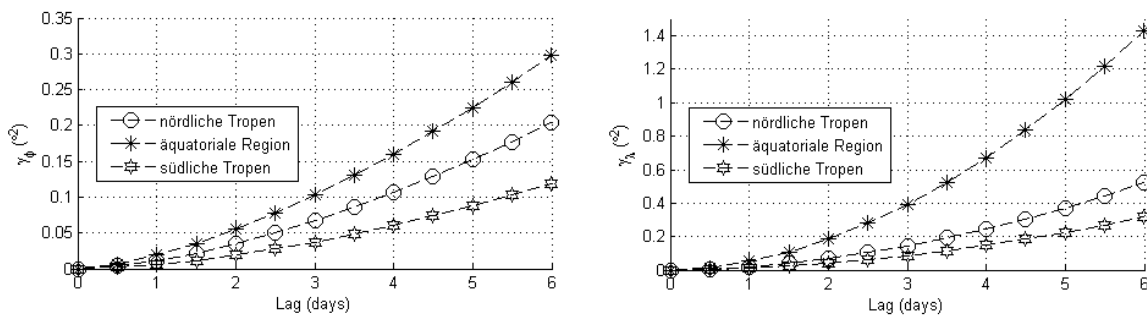 0.35
0.3
0.25
0.2
0.15
0.1
0.05
0
γϕ (°2)
nördliche Tropen
äquatoriale Region
südliche Tropen
0 1 2 3 4 5 6
Lag (days)
1.4
1.2
1
0.8
0.6
0.4
0.2
0
γλ (°2)
nördliche Tropen
äquatoriale Region
südliche Tropen
0 1 2 3 4 5 6
Lag (days)